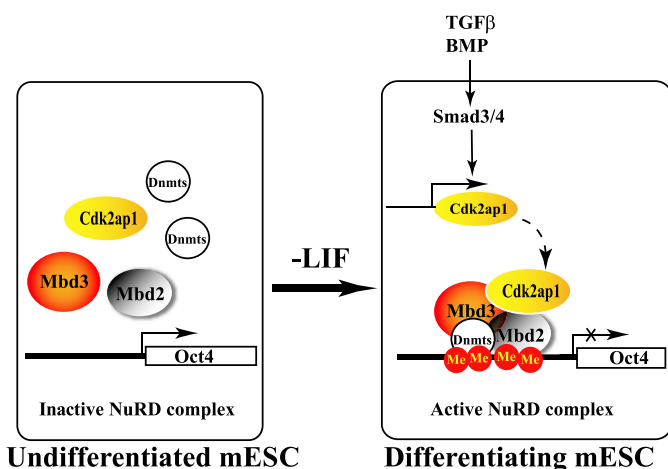 Dnmts
Cdk2ap1
Dnmts
Mbd3
Mbd2
Oct4
Inactive NuRD complex
Undifferentiated mESC
-LIF
TGFβ
BMP
Smad3/4
Cdk2ap1
Cdk2ap1
Mbd3
Dnmts
Mbd2
Me Me Me Me
X
Oct4
Active NuRD complex
Differentiating mESC